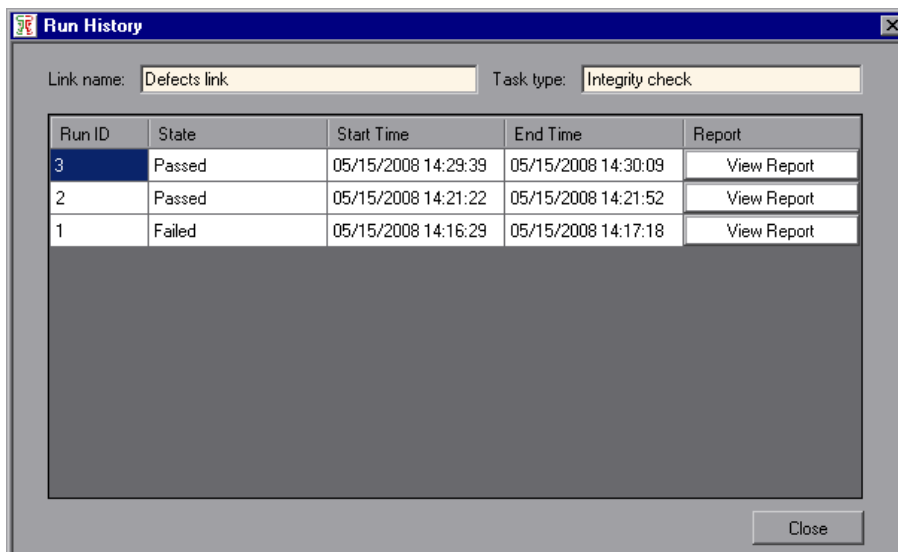 Run History
Link name: Defects link Task type: Integrity check
Run ID State Start Time End Time Report
3 Passed 05/15/2008 14:29:39 05/15/2008 14:30:09 View Report
2 Passed 05/15/2008 14:21:22 05/15/2008 14:21:52 View Report
1 Failed 05/15/2008 14:16:29 05/15/2008 14:17:18 View Report
Close